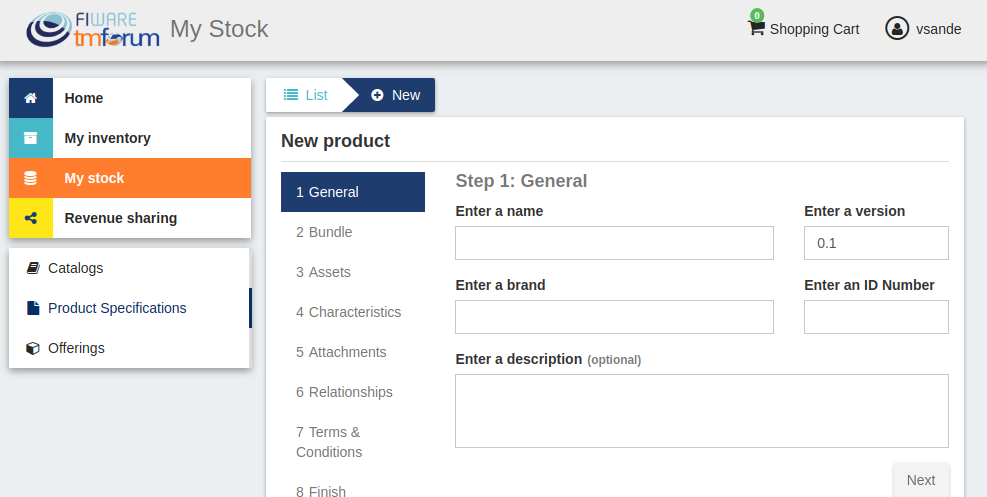 FIWARE
tmforum
My Stock
0
Shopping Cart
vsande
Home
My inventory
My stock
Revenue sharing
Catalogs
Product Specifications
Offerings
List
New
New product
1 General
2 Bundle
3 Assets
4 Characteristics
5 Attachments
6 Relationships
7 Terms &
Conditions
8 Finish
Step 1: General
Enter a name
Enter a version
0.1
Enter a brand
Enter an ID Number
Enter a description (optional)
Next